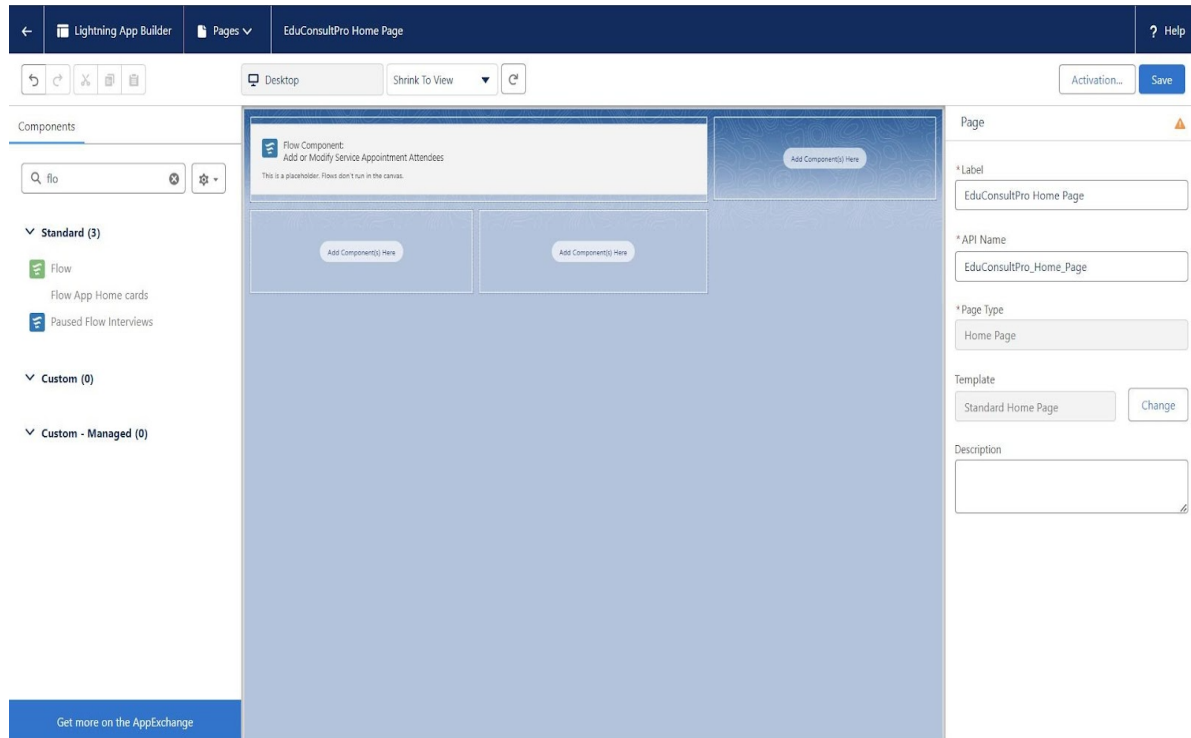 Lightning App Builder
Pages
EduConsultPro Home Page
? Help
Desktop
Shrink To View
Activation...
Save
Components
flo
Standard (3)
Flow
Flow App Home cards
Paused Flow Interviews
Custom (0)
Custom - Managed (0)
Get more on the AppExchange
Flow Component:
Add or Modify Service Appointment Attendees
This is a placeholder. Flows don't run in the canvas.
Add Component(s) Here
Add Component(s) Here
Add Component(s) Here
Page
*Label
EduConsultPro Home Page
*API Name
EduConsultPro_Home_Page
*Page Type
Home Page
Template
Standard Home Page
Change
Description